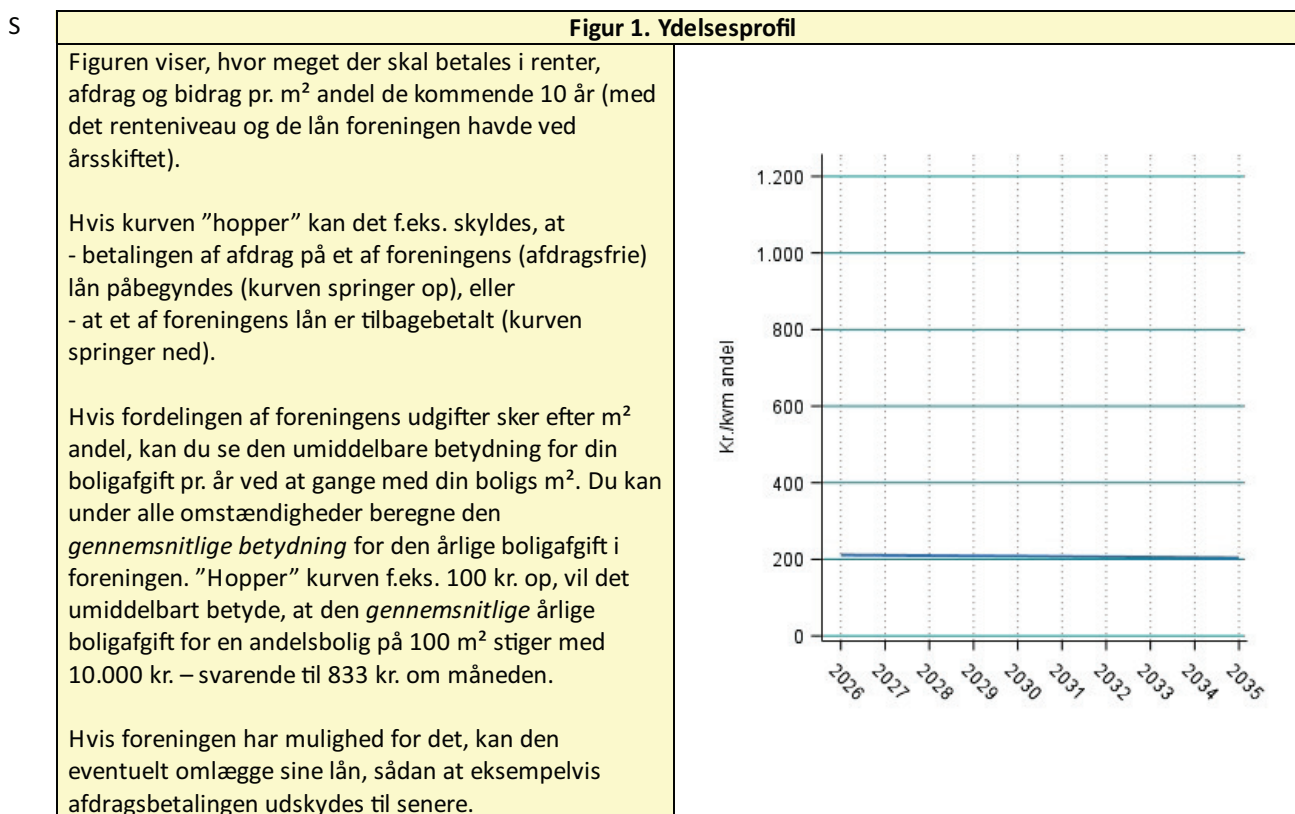 S
Figur 1. Ydelsesprofil
Figuren viser, hvor meget der skal betales i renter,
afdrag og bidrag pr. m² andel de kommende 10 år (med
det renteniveau og de lån foreningen havde ved
årsskiftet).
Hvis kurven ”hopper” kan det f.eks. skyldes, at
- betalingen af afdrag på et af foreningens (afdragsfrie)
lån påbegyndes (kurven springer op), eller
- at et af foreningens lån er tilbagebetalt (kurven
springer ned).
Hvis fordelingen af foreningens udgifter sker efter m²
andel, kan du se den umiddelbare betydning for din
boligafgift pr. år ved at gange med din boligs m². Du kan
under alle omstændigheder beregne den
gennemsnitlige betydning for den årlige boligafgift i
foreningen. ”Hopper” kurven f.eks. 100 kr. op, vil det
umiddelbart betyde, at den gennemsnitlige årlige
boligafgift for en andelsbolig på 100 m² stiger med
10.000 kr. – svarende til 833 kr. om måneden.
Hvis foreningen har mulighed for det, kan den
eventuelt omlægge sine lån, sådan at eksempelvis
afdragsbetalingen udskydes til senere.
Kr./kvm andel
1.200
1.000
800
600
400
200
0
2026
2027
2028
2029
2030
2031
2032
2033
2034
2035